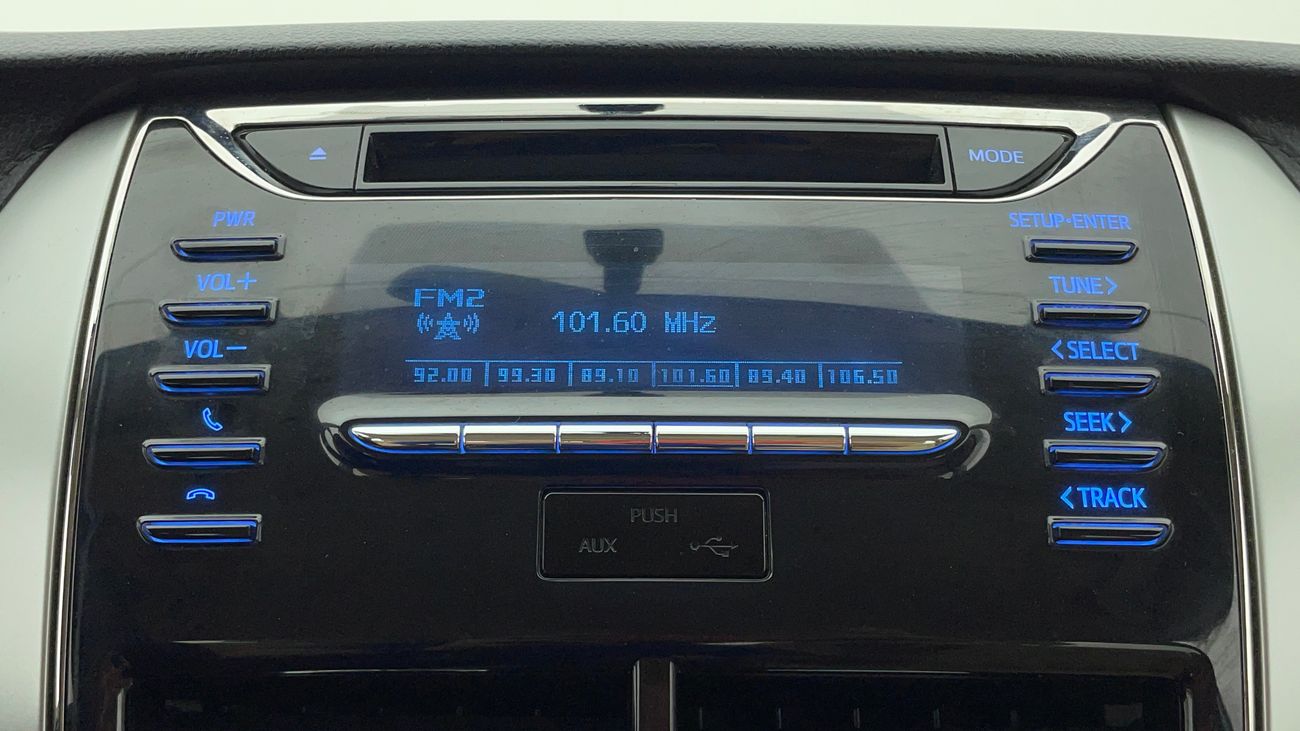 MODE
PWR
SETUP•ENTER
VOL+
TUNE>
FM2
101.60 MHz
VOL−
<SELECT
92.00 99.30 89.10 101.60 89.40 106.50
SEEK>
<TRACK
PUSH
AUX